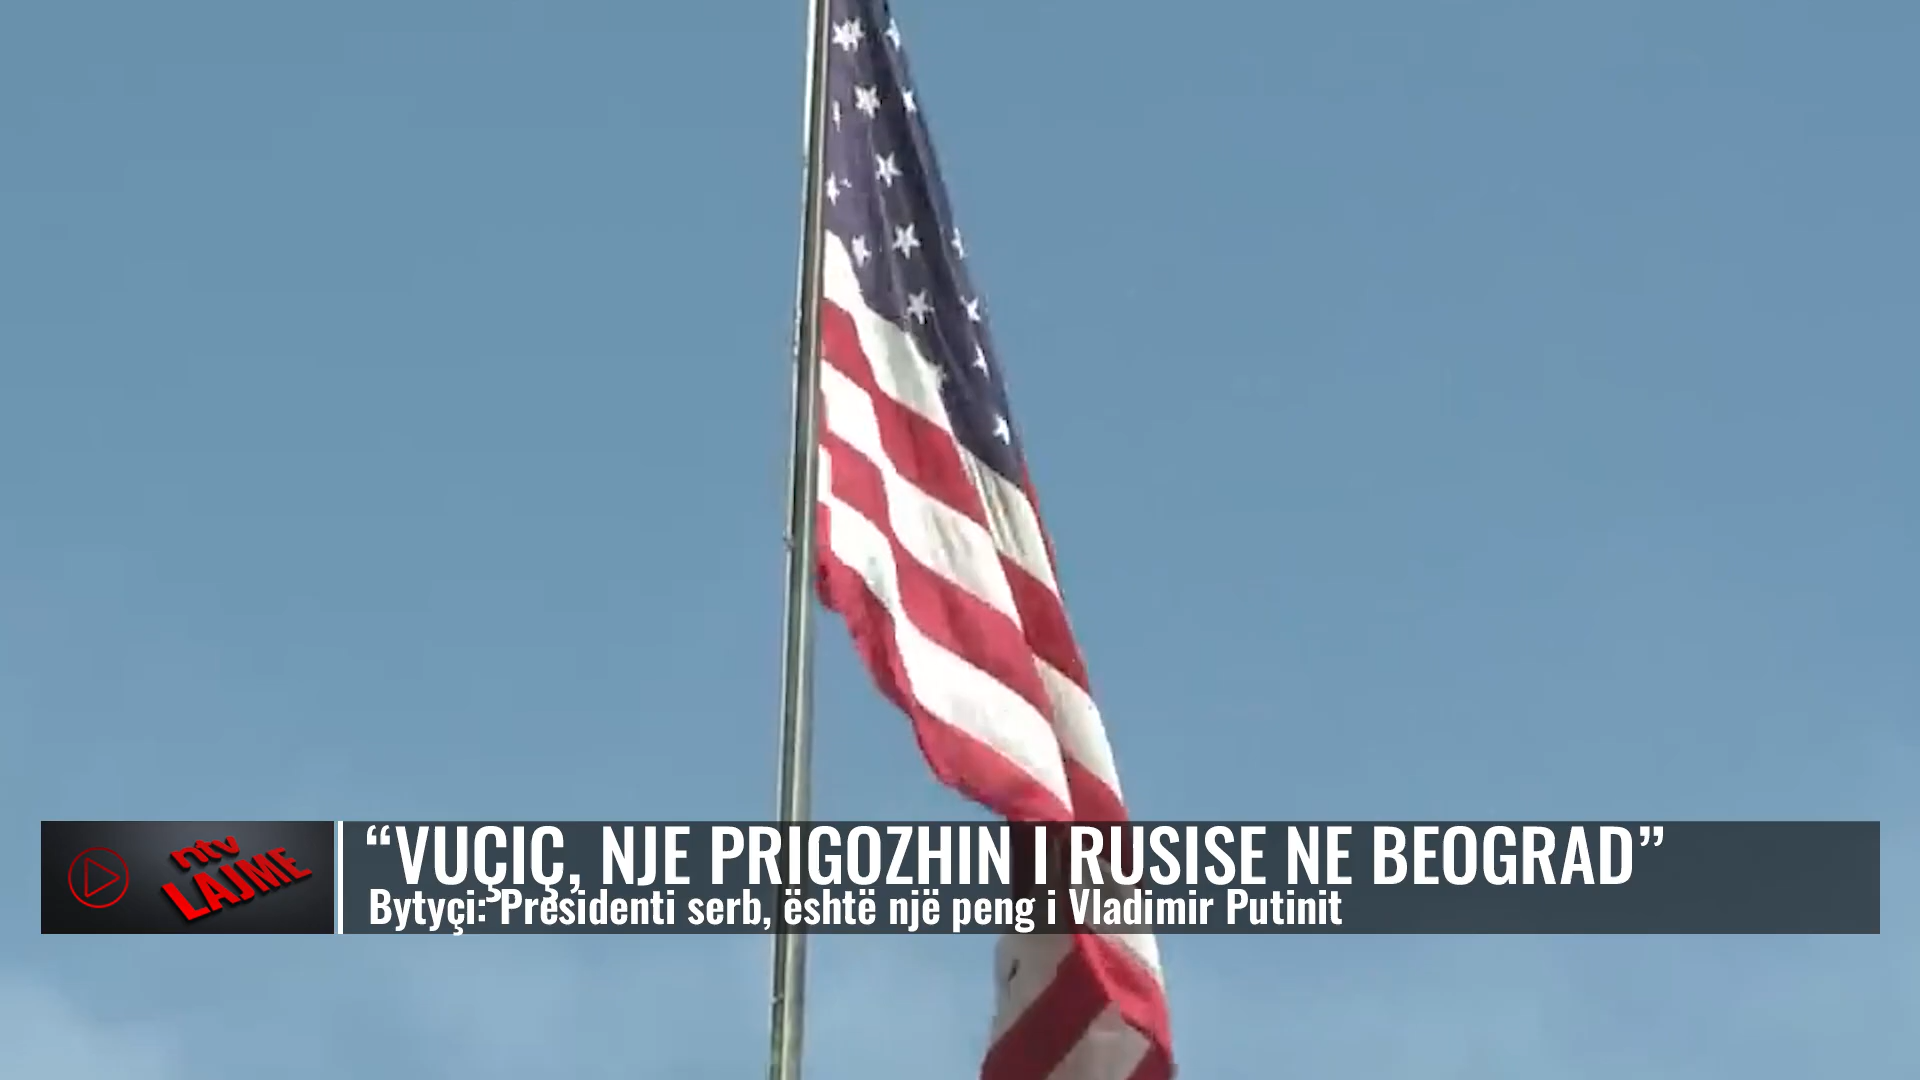 ntv
LAJME
“VUÇIÇ, NJE PRIGOZHIN I RUSISE NE BEOGRAD”
Bytyçi: Presidenti serb, është një peng i Vladimir Putinit